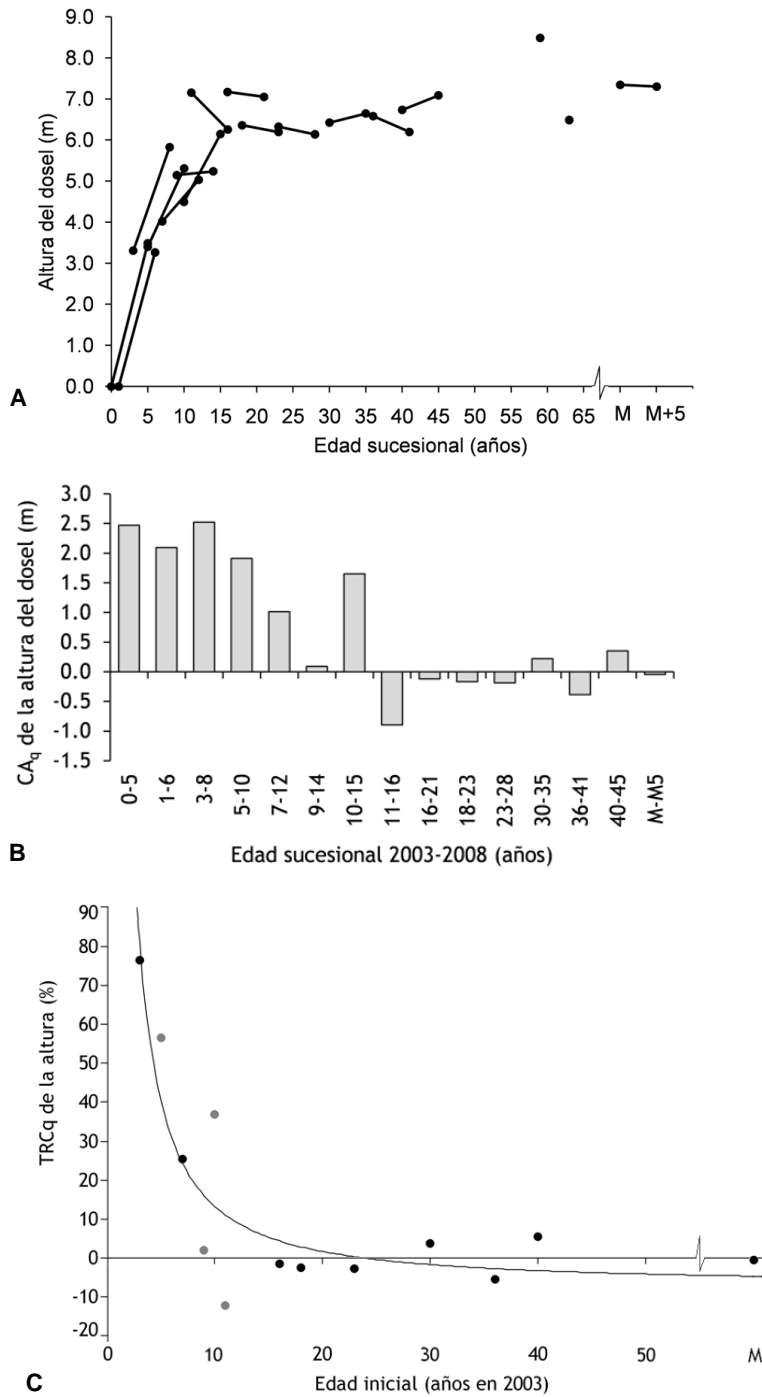 9.0
8.0
7.0
6.0
5.0
4.0
3.0
2.0
1.0
0.0
Altura del dosel (m)
0 5 10 15 20 25 30 35 40 45 50 55 60 65 M M+5
Edad sucesional (años)
A
3.0
2.5
2.0
1.5
1.0
0.5
0.0
-0.5
-1.0
-1.5
CAq de la altura del dosel (m)
0-5 1-6 3-8 5-10 7-12 9-14 10-15 11-16 16-21 18-23 23-28 30-35 36-41 40-45 M-M5
Edad sucesional 2003-2008 (años)
B
90
80
70
60
50
40
30
20
10
0
-10
-20
TRCq de la altura (%)
0 10 20 30 40 50 M
Edad inicial (años en 2003)
C